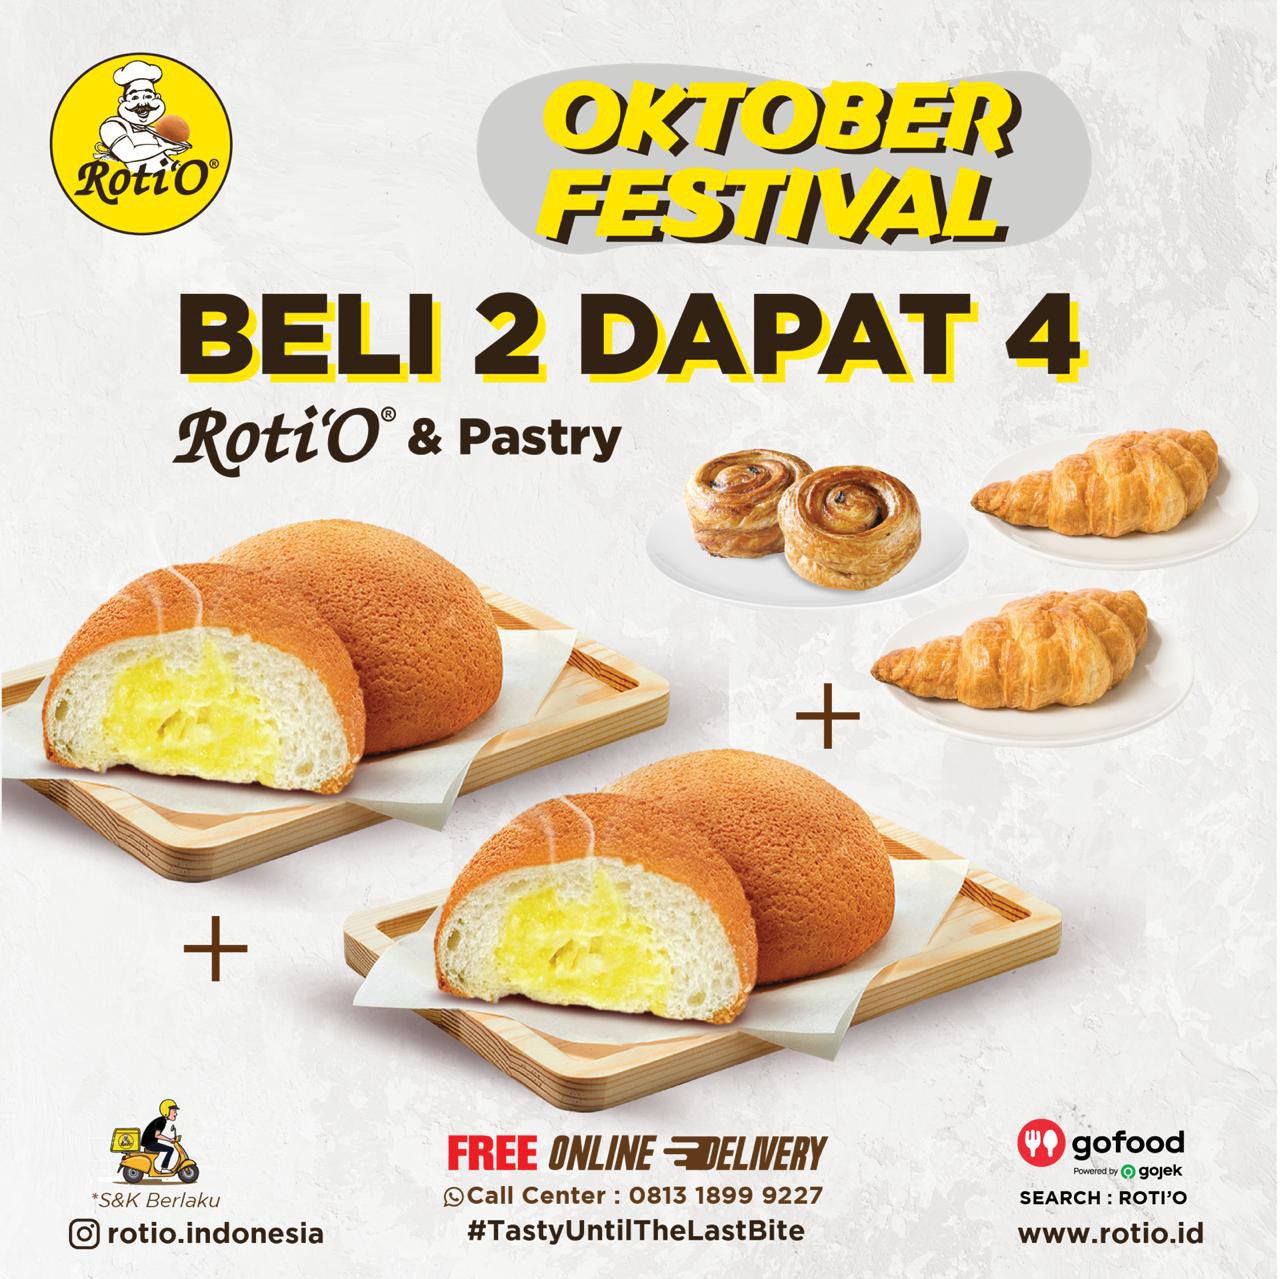 Roti'O®
OKTOBER
FESTIVAL
BELI 2 DAPAT 4
Roti'O® & Pastry
*S&K Berlaku
rotio.indonesia
FREE ONLINE DELIVERY
Call Center : 0813 1899 9227
#TastyUntilTheLastBite
gofood
Powered by gojek
SEARCH : ROTI'O
www.rotio.id